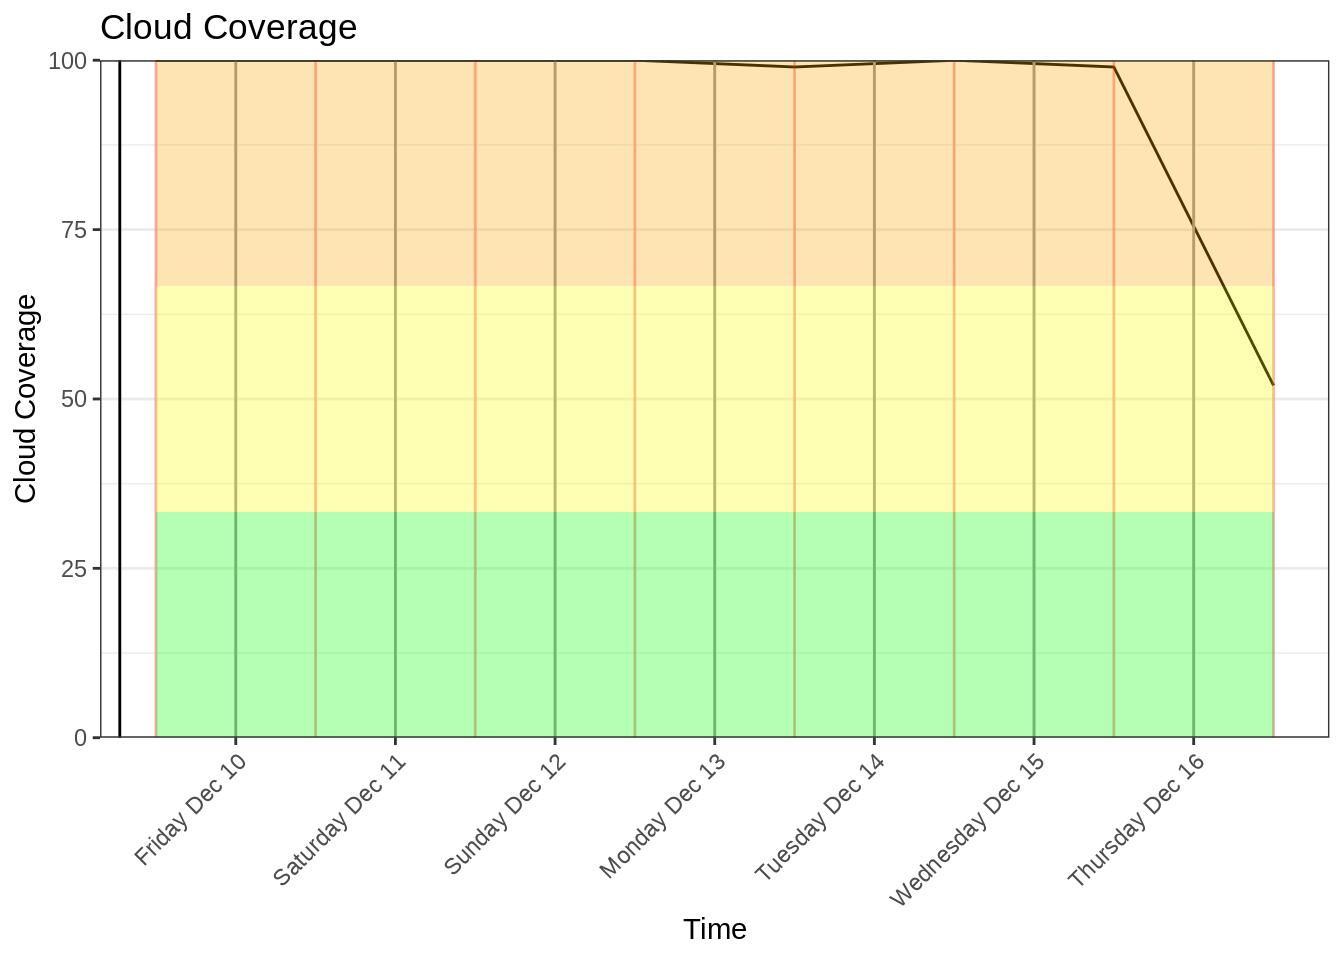 Cloud Coverage
Cloud Coverage
100
75
50
25
0
Friday Dec 10
Saturday Dec 11
Sunday Dec 12
Monday Dec 13
Tuesday Dec 14
Wednesday Dec 15
Thursday Dec 16
Time